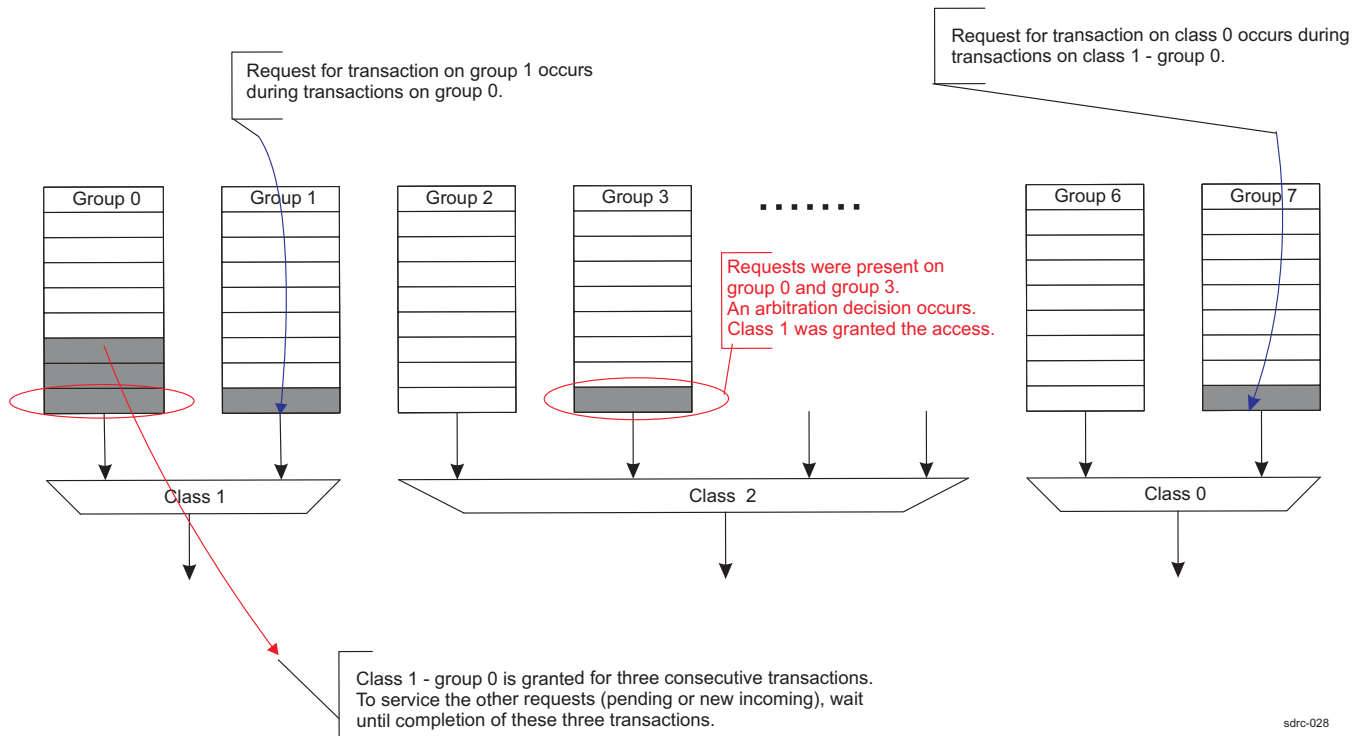 Request for transaction on class 0 occurs during
transactions on class 1 - group 0.
Request for transaction on group 1 occurs
during transactions on group 0.
Group 0
Group 1
Group 2
Group 3
.......
Group 6
Group 7
Requests were present on
group 0 and group 3.
An arbitration decision occurs.
Class 1 was granted the access.
Class 1
Class 2
Class 0
Class 1 - group 0 is granted for three consecutive transactions.
To service the other requests (pending or new incoming), wait
until completion of these three transactions.
sdrc-028